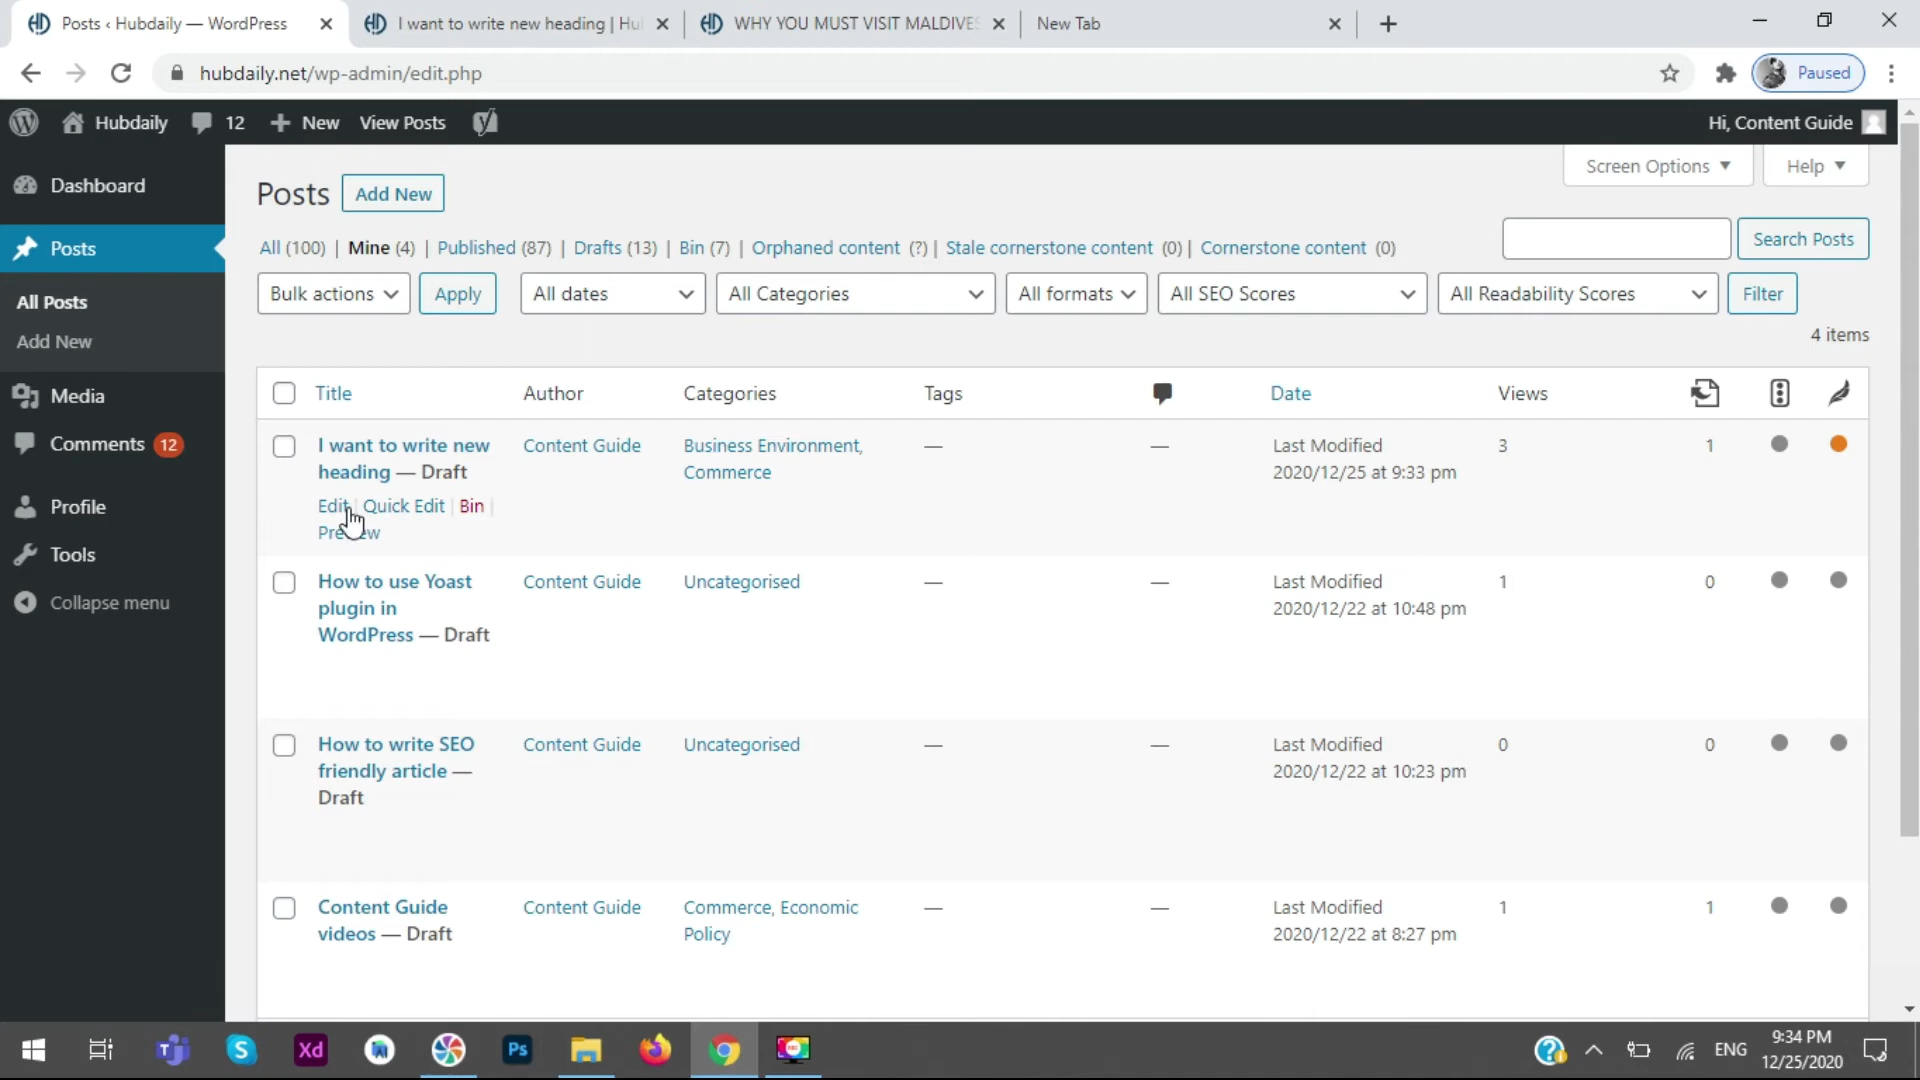 Posts ‹ Hubdaily — WordPress
I want to write new heading | Hu
WHY YOU MUST VISIT MALDIVES
New Tab
hubdaily.net/wp-admin/edit.php
Paused
Hubdaily
12
New
View Posts
Hi, Content Guide
Dashboard
Posts
All Posts
Add New
Media
Comments 12
Profile
Tools
Collapse menu
Screen Options
Help
Posts
Add New
All (100) | Mine (4) | Published (87) | Drafts (13) | Bin (7) | Orphaned content (?) | Stale cornerstone content (0) | Cornerstone content (0)
Search Posts
Bulk actions
Apply
All dates
All Categories
All formats
All SEO Scores
All Readability Scores
Filter
4 items
Title
Author
Categories
Tags
Date
Views
I want to write new
heading — Draft
Edit | Quick Edit | Bin |
Preview
Content Guide
Business Environment,
Commerce
—
—
Last Modified
2020/12/25 at 9:33 pm
3
1
How to use Yoast
plugin in
WordPress — Draft
Content Guide
Uncategorised
—
—
Last Modified
2020/12/22 at 10:48 pm
1
0
How to write SEO
friendly article —
Draft
Content Guide
Uncategorised
—
—
Last Modified
2020/12/22 at 10:23 pm
0
0
Content Guide
videos — Draft
Content Guide
Commerce, Economic
Policy
—
—
Last Modified
2020/12/22 at 8:27 pm
1
1
Xd
Ps
ENG
9:34 PM
12/25/2020